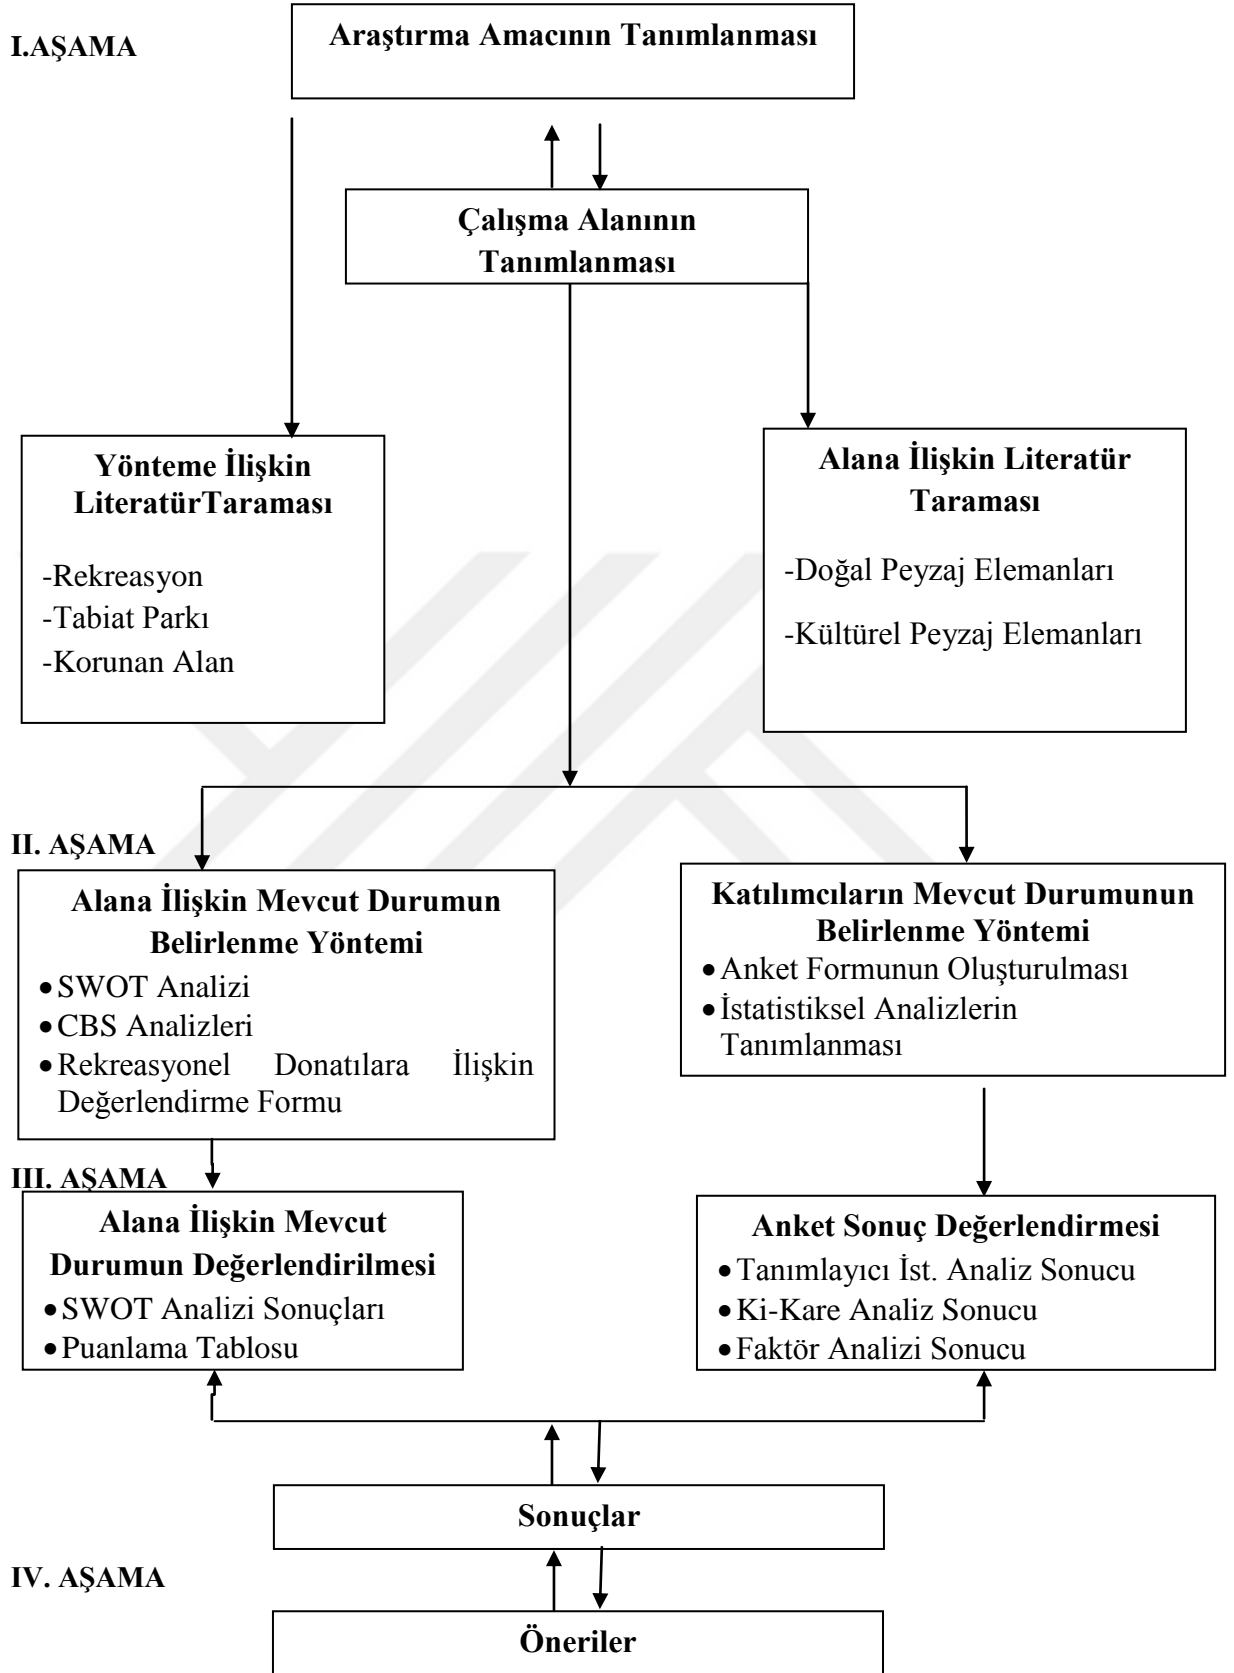 I.AŞAMA
Araştırma Amacının Tanımlanması
Çalışma Alanının
Tanımlanması
Yönteme İlişkin
LiteratürTaraması
-Rekreasyon
-Tabiat Parkı
-Korunan Alan
Alana İlişkin Literatür
Taraması
-Doğal Peyzaj Elemanları
-Kültürel Peyzaj Elemanları
II. AŞAMA
Alana İlişkin Mevcut Durumun
Belirlenme Yöntemi
•SWOT Analizi
•CBS Analizleri
•Rekreasyonel Donatılara İlişkin
Değerlendirme Formu
Katılımcıların Mevcut Durumunun
Belirlenme Yöntemi
•Anket Formunun Oluşturulması
•İstatistiksel Analizlerin
Tanımlanması
III. AŞAMA
Alana İlişkin Mevcut
Durumun Değerlendirilmesi
•SWOT Analizi Sonuçları
•Puanlama Tablosu
Anket Sonuç Değerlendirmesi
•Tanımlayıcı İst. Analiz Sonucu
•Ki-Kare Analiz Sonucu
•Faktör Analizi Sonucu
Sonuçlar
IV. AŞAMA
Öneriler